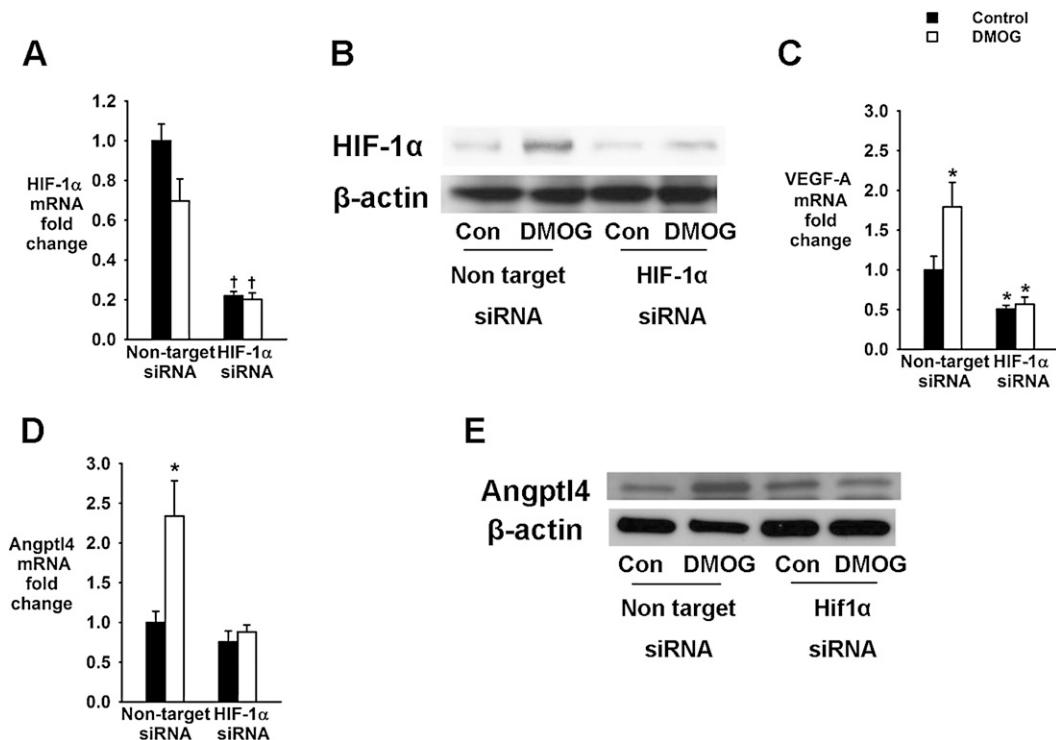 Control
DMOG
A
1.2
1.0
0.8
0.6
0.4
0.2
0.0
HIF-1α
mRNA
fold
change
† †
Non-target HIF-1α
siRNA siRNA
B
HIF-1α
β-actin
Con DMOG Con DMOG
Non target HIF-1α
siRNA siRNA
C
3.0
2.5
2.0
1.5
1.0
0.5
0.0
VEGF-A
mRNA
fold
change
*
* *
Non-target HIF-1α
siRNA siRNA
D
3.0
2.5
2.0
1.5
1.0
0.5
0.0
Angptl4
mRNA
fold
change
*
Non-target HIF-1α
siRNA siRNA
E
Angptl4
β-actin
Con DMOG Con DMOG
Non target Hif1α
siRNA siRNA